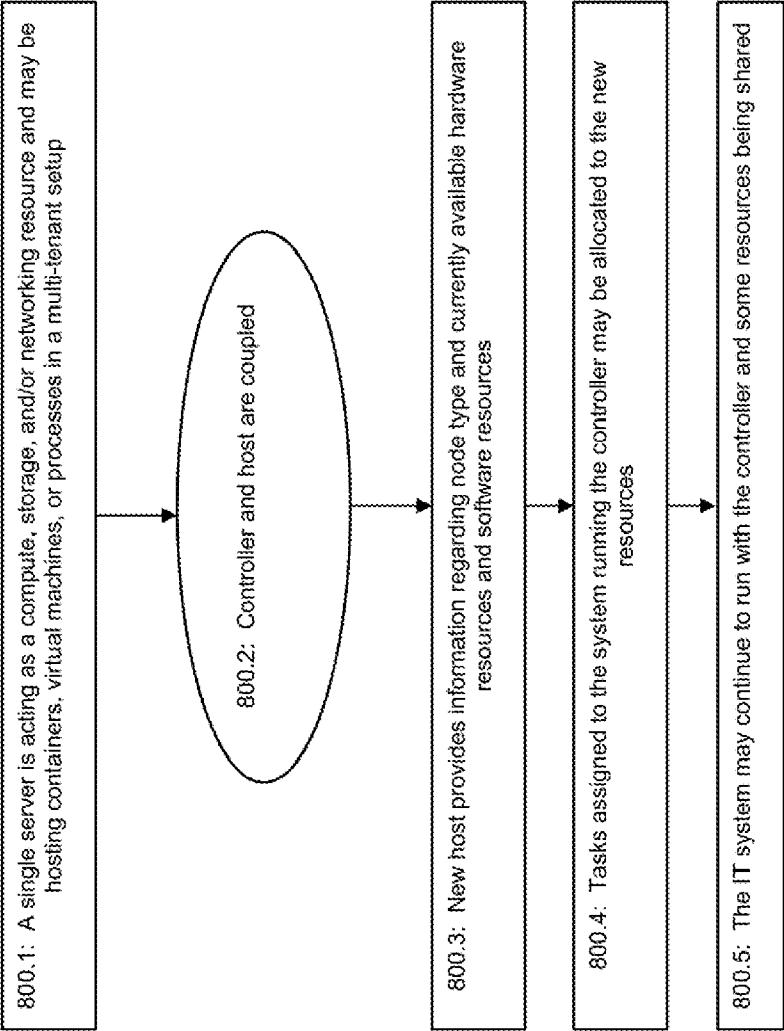 800.1: A single server is acting as a compute, storage, and/or networking resource and may be
hosting containers, virtual machines, or processes in a multi-tenant setup
800.2: Controller and host are coupled
800.3: New host provides information regarding node type and currently available hardware
resources and software resources
800.4: Tasks assigned to the system running the controller may be allocated to the new
resources
800.5: The IT system may continue to run with the controller and some resources being shared